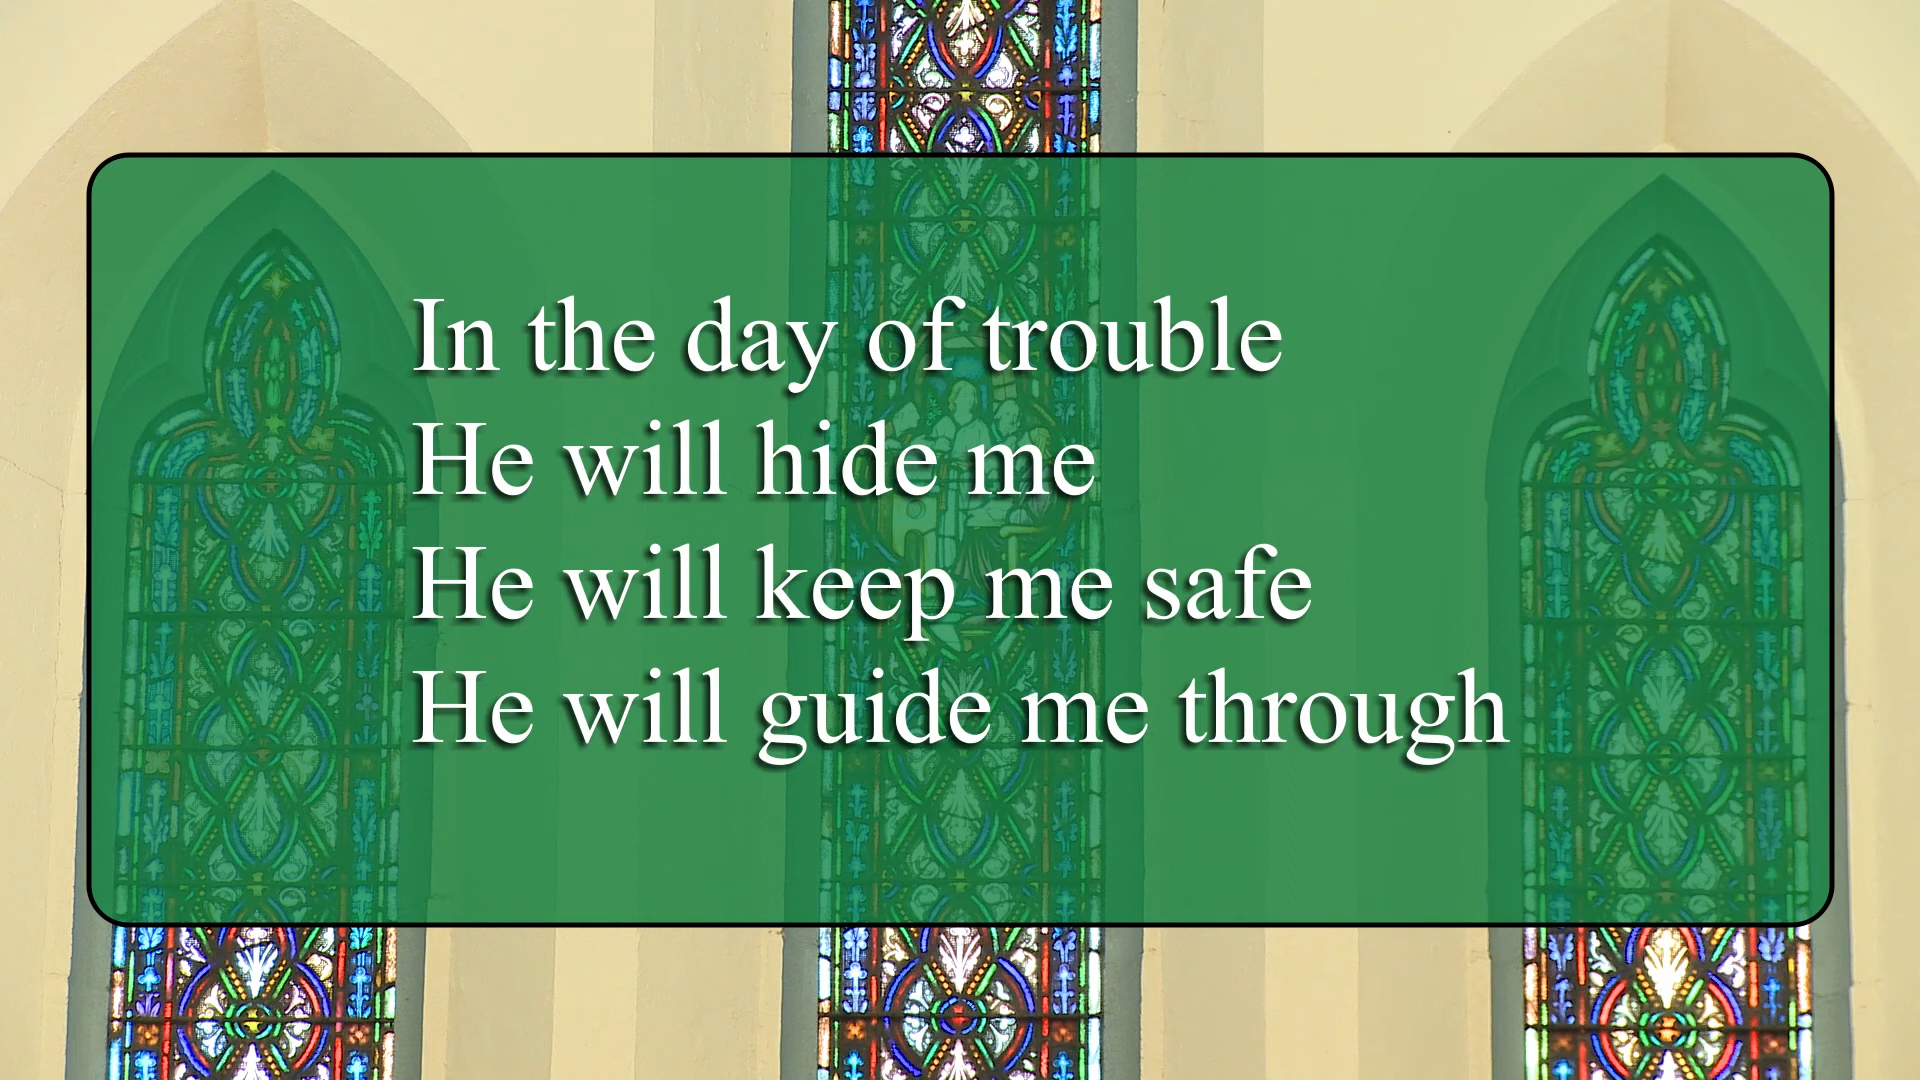 In the day of trouble
He will hide me
He will keep me safe
He will guide me through